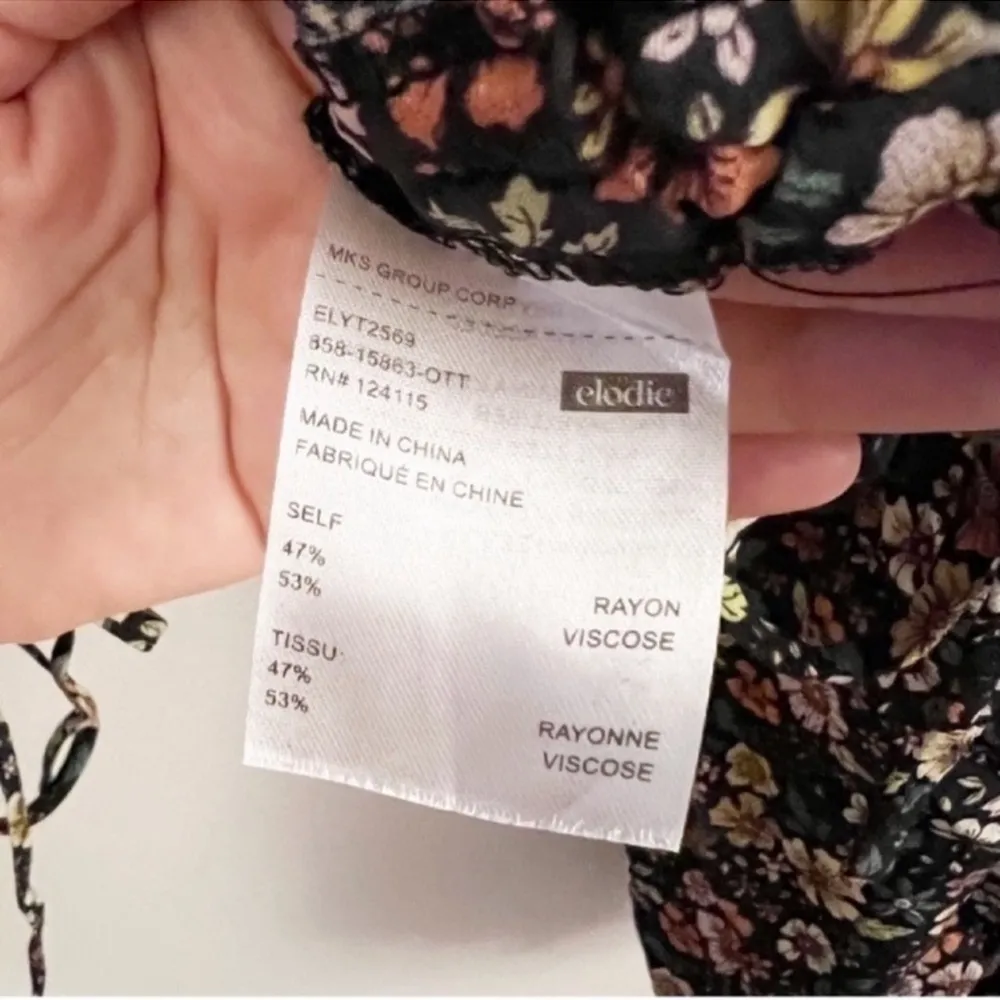 MKS GROUP CORP
ELYT2569
858-15863-OTT
RN# 124115
elodie
MADE IN CHINA
FABRIQUÉ EN CHINE
SELF
47%
53%
RAYON
VISCOSE
TISSU
47%
53%
RAYONNE
VISCOSE